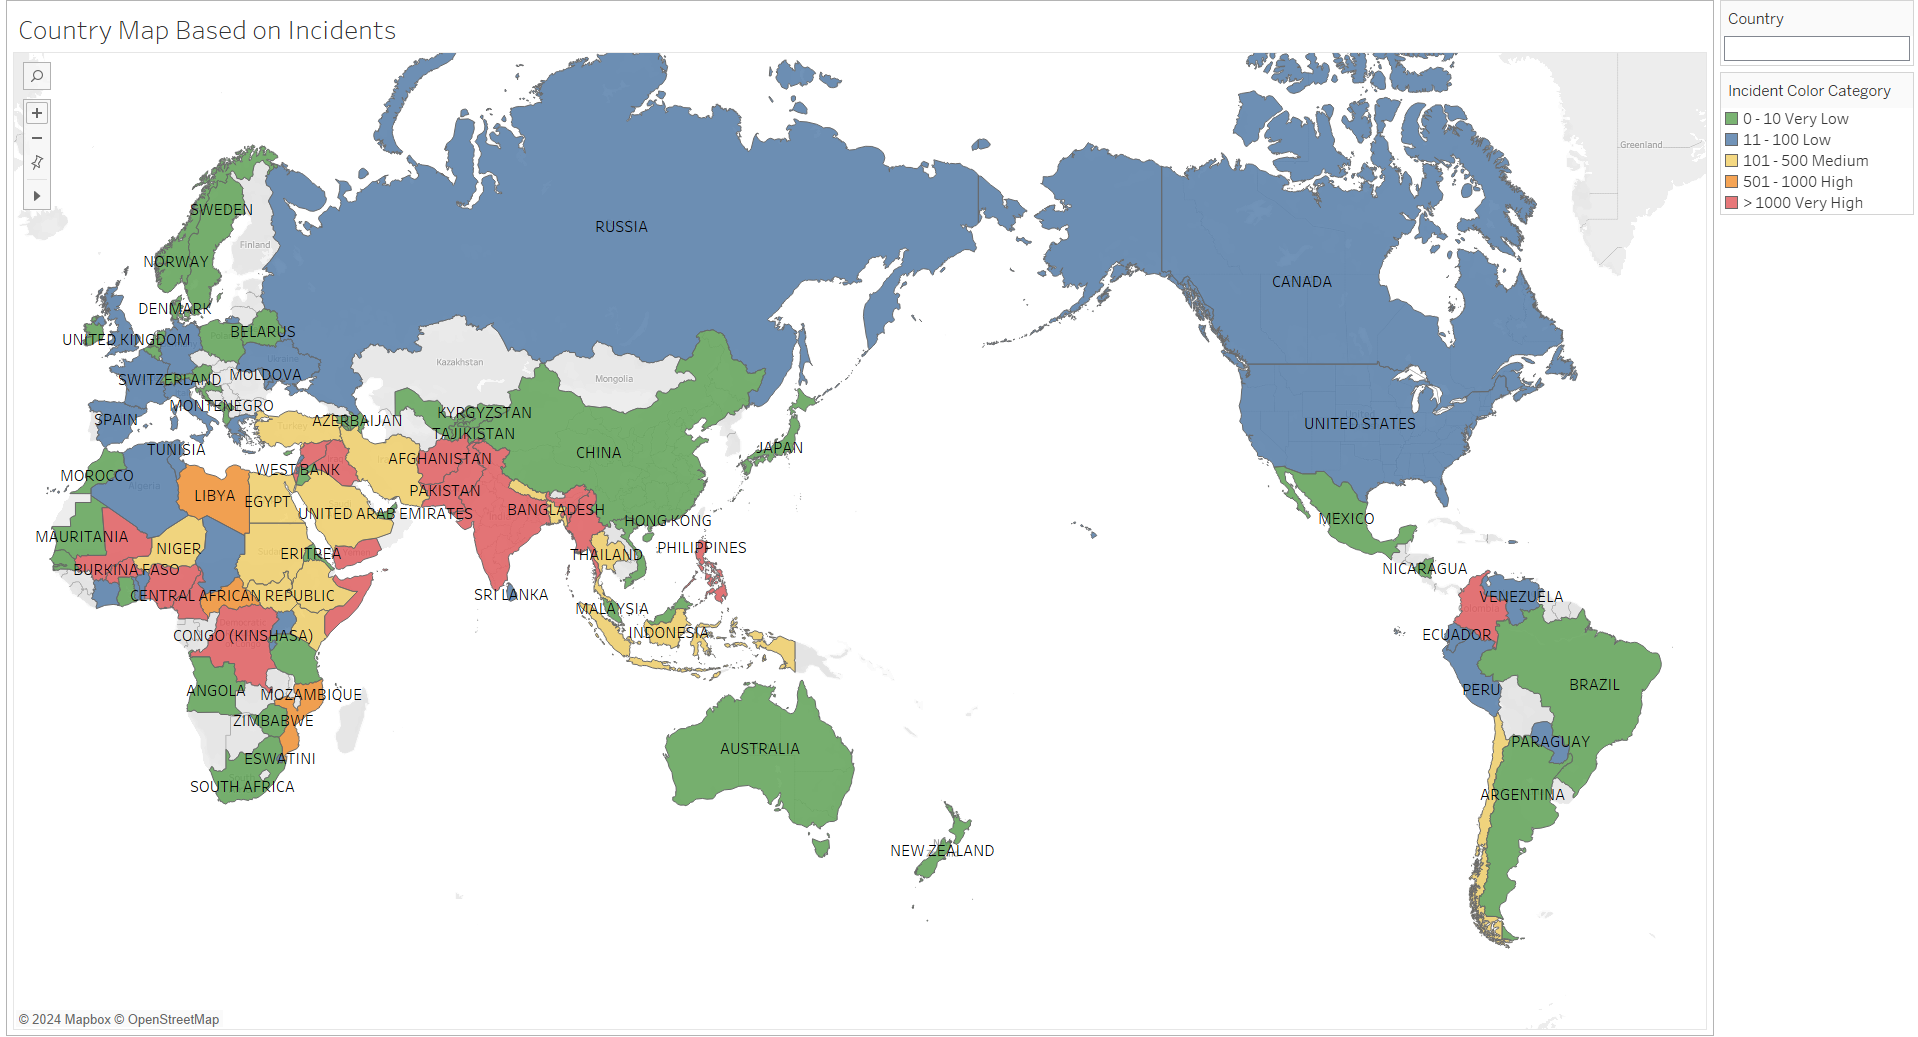 Country Map Based on Incidents
Country
Incident Color Category
0 - 10 Very Low
11 - 100 Low
101 - 500 Medium
501 - 1000 High
> 1000 Very High
Greenland
SWEDEN
RUSSIA
Finland
NORWAY
CANADA
DENMARK
BELARUS
UNITED KINGDOM
Ukraine
Kazakhstan
SWITZERLAND
MOLDOVA
Mongolia
MONTENEGRO
KYRGYZSTAN
SPAIN
AZERBAIJAN
Turkey
UNITED STATES
TAJIKISTAN
TUNISIA
JAPAN
CHINA
AFGHANISTAN
WEST BANK
MOROCCO
Algeria
PAKISTAN
LIBYA
EGYPT
BANGLADESH
UNITED ARAB EMIRATES
HONG KONG
MEXICO
MAURITANIA
NIGER
PHILIPPINES
ERITREA
THAILAND
BURKINA FASO
NICARAGUA
CENTRAL AFRICAN REPUBLIC
SRI LANKA
VENEZUELA
MALAYSIA
CONGO (KINSHASA)
INDONESIA
ECUADOR
ANGOLA
MOZAMBIQUE
PERU
BRAZIL
ZIMBABWE
PARAGUAY
AUSTRALIA
ESWATINI
SOUTH AFRICA
ARGENTINA
NEW ZEALAND
© 2024 Mapbox © OpenStreetMap